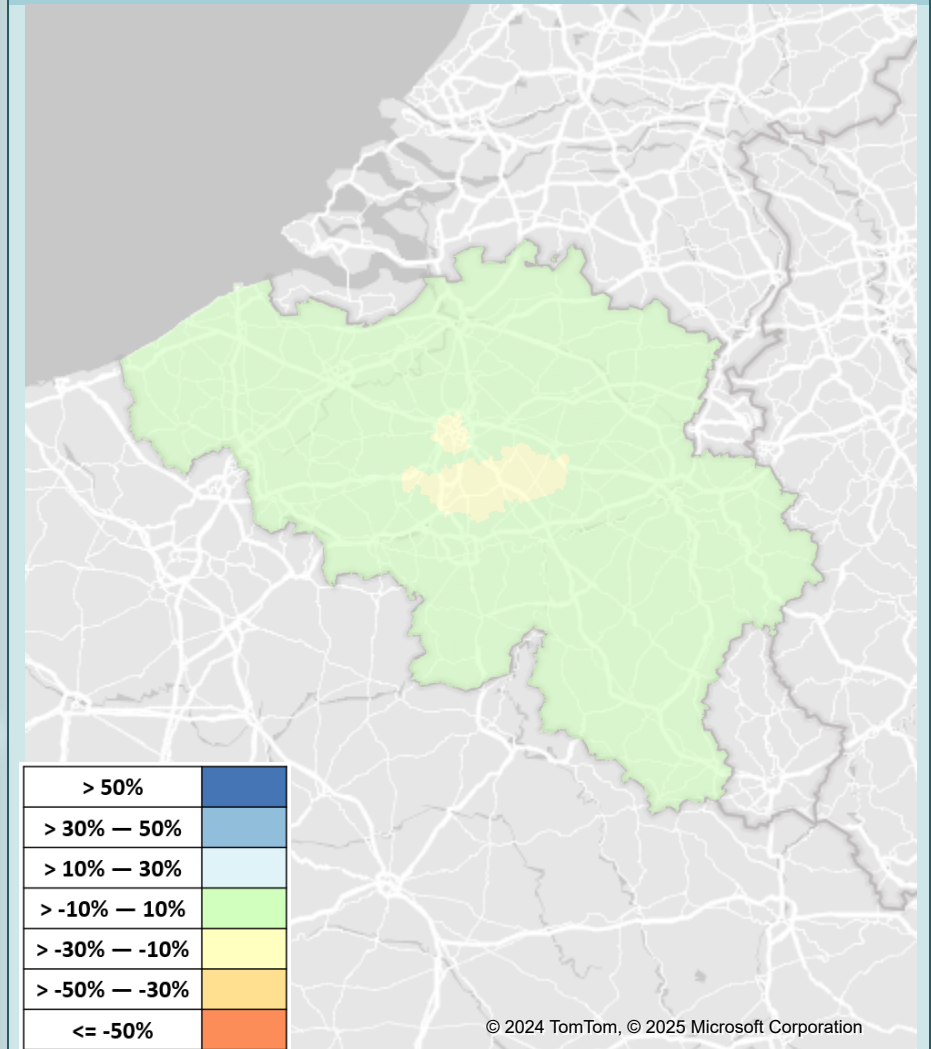 > 50%
> 30% — 50%
> 10% — 30%
> -10% — 10%
> -30% — -10%
> -50% — -30%
<= -50%
© 2024 TomTom, © 2025 Microsoft Corporation